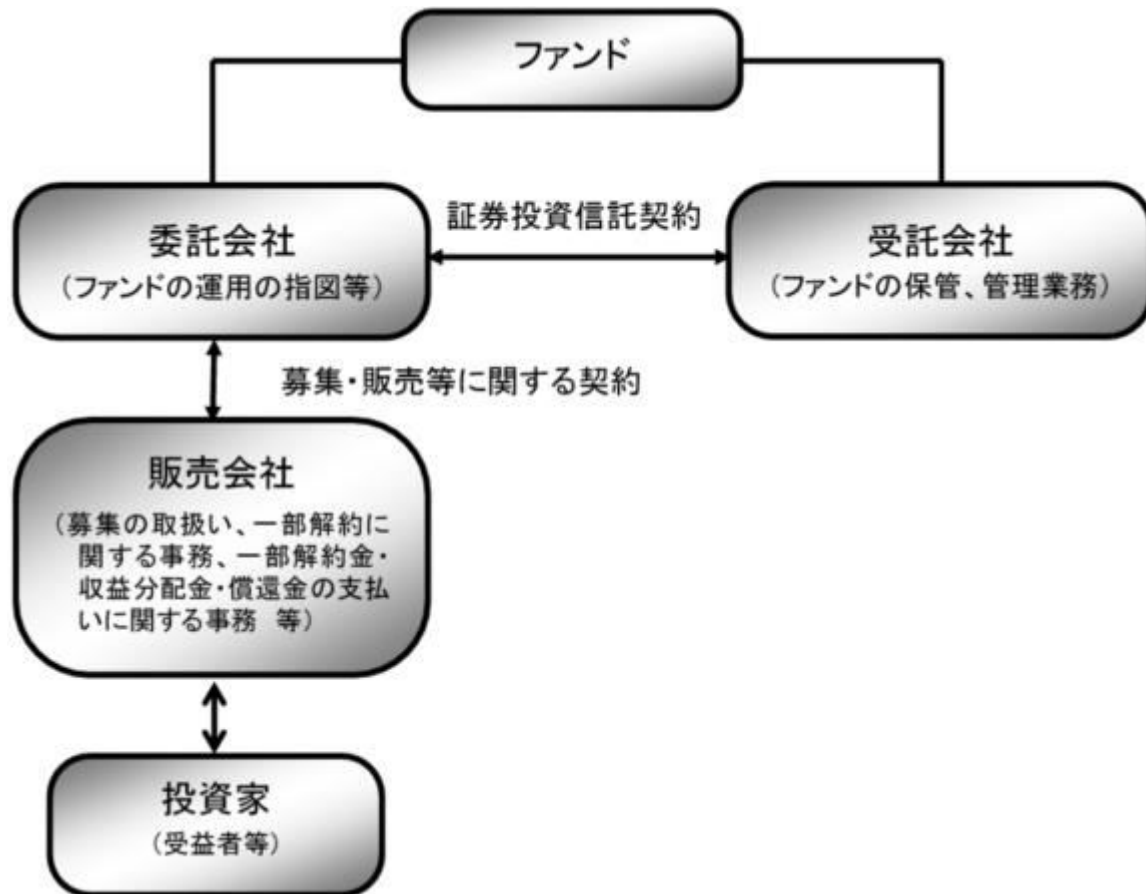 ファンド
委託会社
(ファンドの運用の指図等)
証券投資信託契約
受託会社
(ファンドの保管、管理業務)
募集・販売等に関する契約
販売会社
(募集の取扱い、一部解約に
関する事務、一部解約金・
収益分配金・償還金の支払
いに関する事務 等)
投資家
(受益者等)